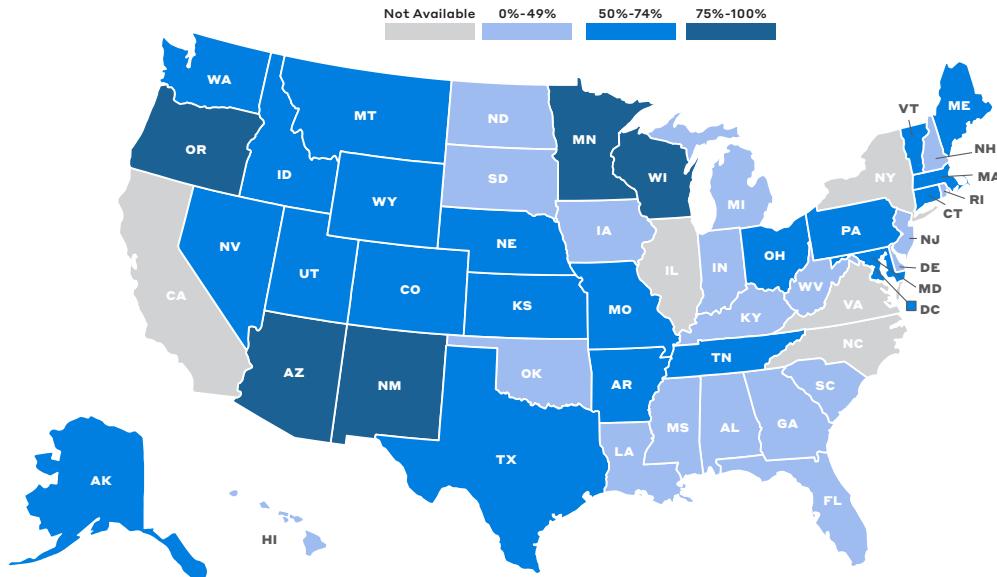 Not Available 0%-49% 50%-74% 75%-100%
WA
MT
ND
MN
ME
VT
OR
ID
SD
WI
MI
NY
NH
MA
WY
RI
CT
NV
NE
IA
PA
NJ
UT
CO
IL
IN
OH
DE
MD
CA
KS
MO
WV
VA
DC
KY
NC
AZ
NM
OK
TN
AR
SC
MS
AL
GA
TX
LA
AK
FL
HI